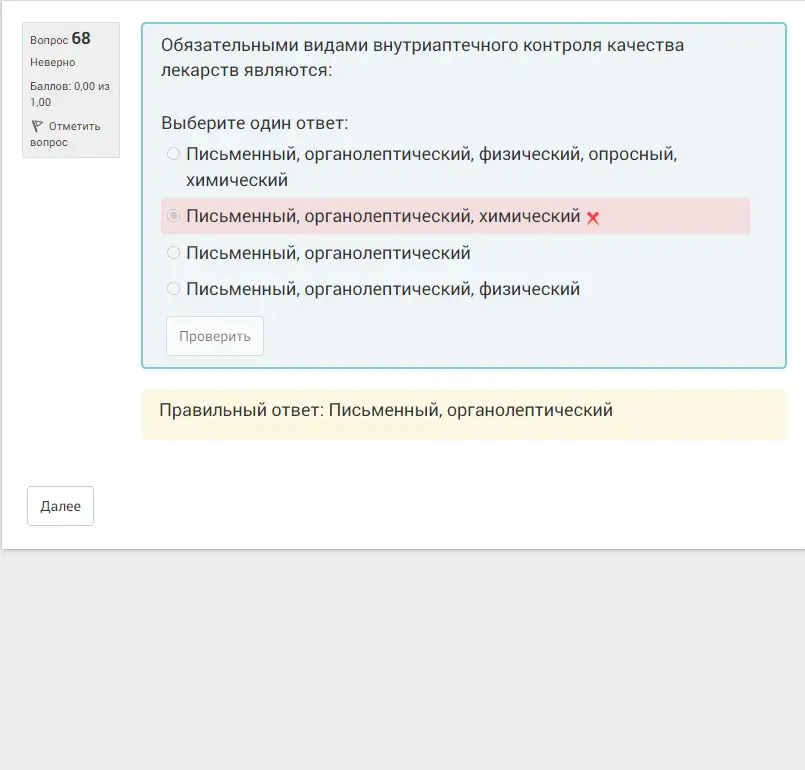 Вопрос 68
Неверно
Баллов: 0,00 из
1,00
Отметить
вопрос
Обязательными видами внутриаптечного контроля качества
лекарств являются:
Выберите один ответ:
Письменный, органолептический, физический, опросный,
химический
Письменный, органолептический, химический
Письменный, органолептический
Письменный, органолептический, физический
Проверить
Правильный ответ: Письменный, органолептический
Далее